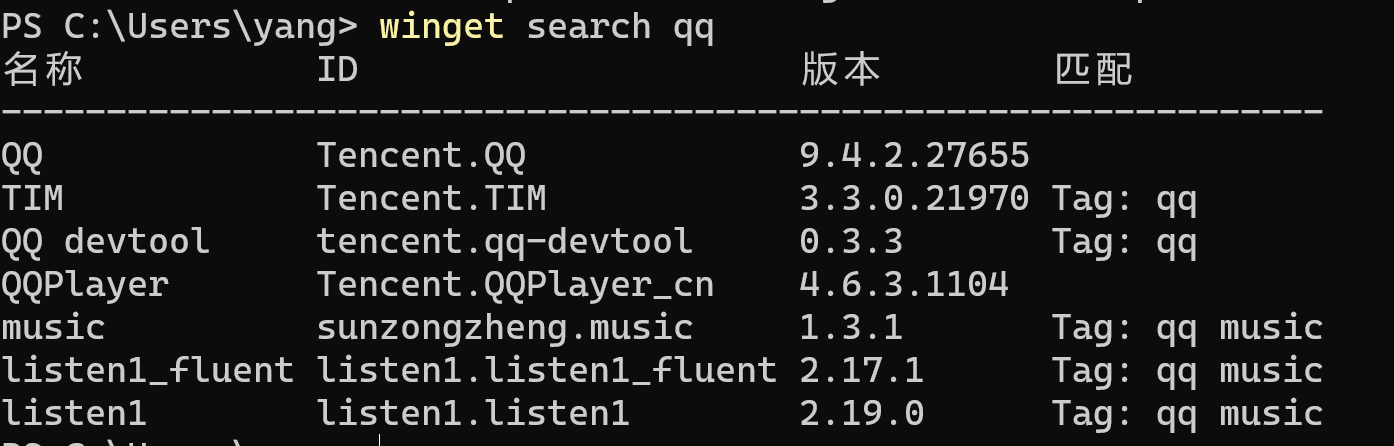 PS C:\Users\yang> winget search qq
名称 ID 版本 匹配
---------------------------------------------------------------
QQ Tencent.QQ 9.4.2.27655
TIM Tencent.TIM 3.3.0.21970 Tag: qq
QQ devtool tencent.qq-devtool 0.3.3 Tag: qq
QQPlayer Tencent.QQPlayer_cn 4.6.3.1104
music sunzongzheng.music 1.3.1 Tag: qq music
listen1_fluent listen1.listen1_fluent 2.17.1 Tag: qq music
listen1 listen1.listen1 2.19.0 Tag: qq music